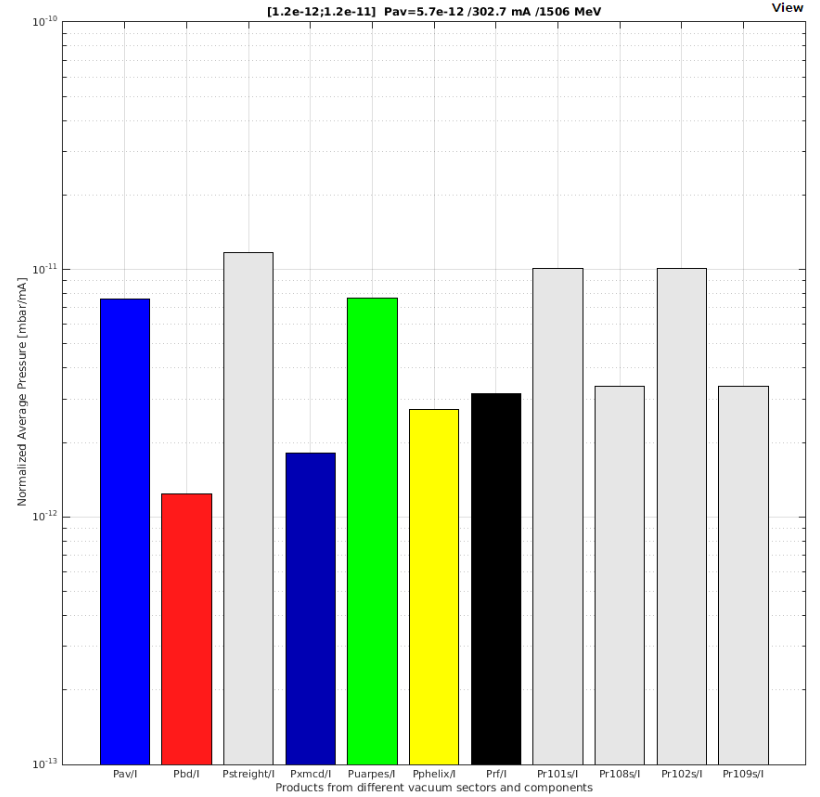 [1.2e-12;1.2e-11] Pav=5.7e-12 /302.7 mA /1506 MeV
View
10-10
10-11
10-12
10-13
Normalized Average Pressure [mbar/mA]
Pav/I Pbd/I Pstreight/I Pxmcd/I Puarpes/I Pphelix/I Prf/I Pr101s/I Pr108s/I Pr102s/I Pr109s/I
Products from different vacuum sectors and components